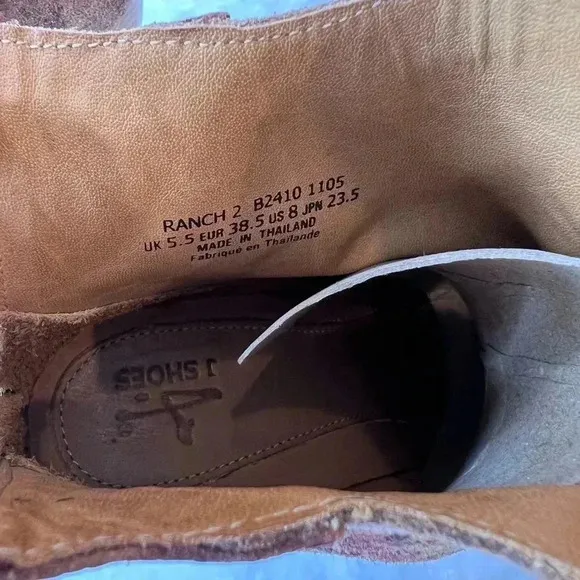 RANCH 2 B2410 1105
UK 5.5 EUR 38.5 US 8 JPN 23.5
MADE IN THAILAND
Fabriqué en Thailande
J SHOES